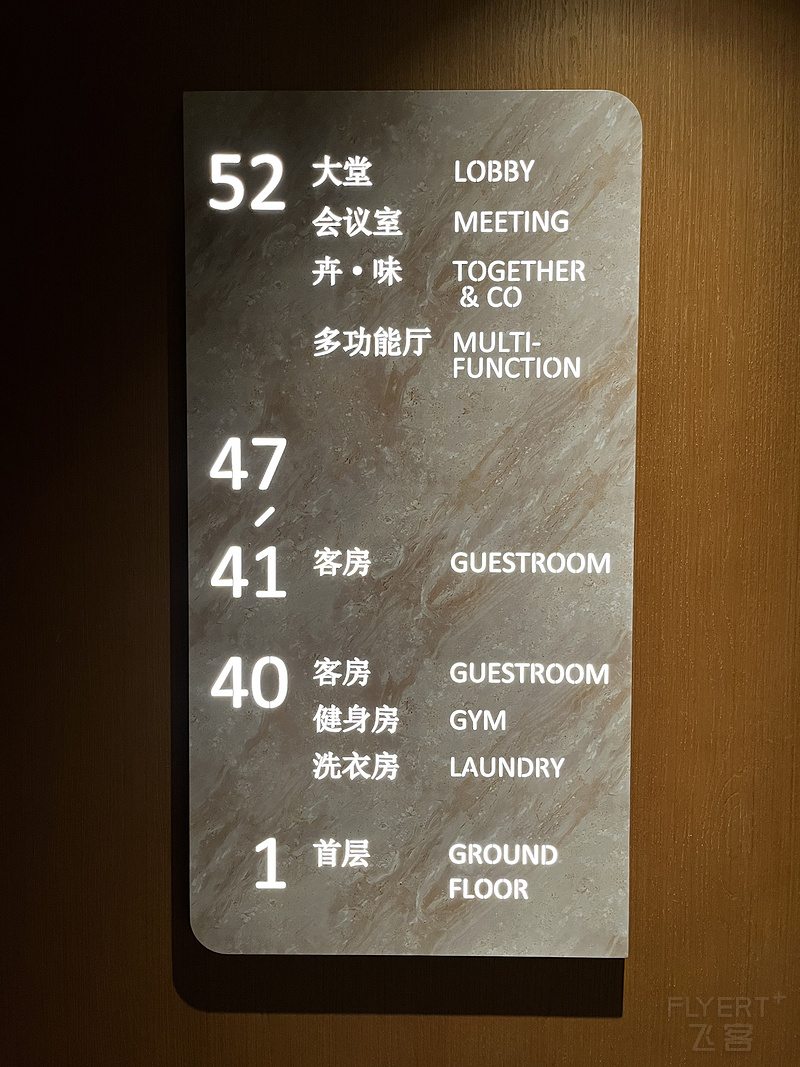 52 大堂 LOBBY
会议室 MEETING
卉·味 TOGETHER
& CO
多功能厅 MULTI-
FUNCTION
47
/
41 客房 GUESTROOM
40 客房 GUESTROOM
健身房 GYM
洗衣房 LAUNDRY
1 首层 GROUND
FLOOR
FLYERT+
飞客